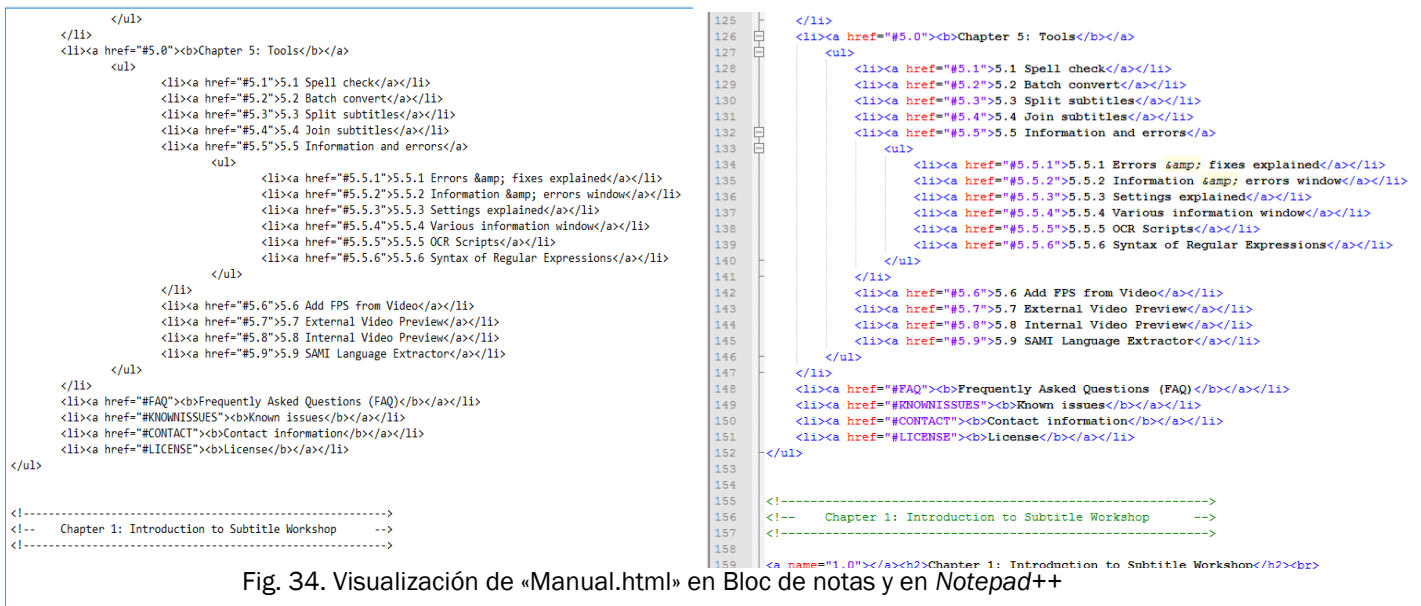 </ul>
	</li>
	<li><a href="#5.0"><b>Chapter 5: Tools</b></a>
		<ul>
			<li><a href="#5.1">5.1 Spell check</a></li>
			<li><a href="#5.2">5.2 Batch convert</a></li>
			<li><a href="#5.3">5.3 Split subtitles</a></li>
			<li><a href="#5.4">5.4 Join subtitles</a></li>
			<li><a href="#5.5">5.5 Information and errors</a>
				<ul>
					<li><a href="#5.5.1">5.5.1 Errors &amp; fixes explained</a></li>
					<li><a href="#5.5.2">5.5.2 Information &amp; errors window</a></li>
					<li><a href="#5.5.3">5.5.3 Settings explained</a></li>
					<li><a href="#5.5.4">5.5.4 Various information window</a></li>
					<li><a href="#5.5.5">5.5.5 OCR Scripts</a></li>
					<li><a href="#5.5.6">5.5.6 Syntax of Regular Expressions</a></li>
				</ul>
			</li>
			<li><a href="#5.6">5.6 Add FPS from Video</a></li>
			<li><a href="#5.7">5.7 External Video Preview</a></li>
			<li><a href="#5.8">5.8 Internal Video Preview</a></li>
			<li><a href="#5.9">5.9 SAMI Language Extractor</a></li>
		</ul>
	</li>
	<li><a href="#FAQ"><b>Frequently Asked Questions (FAQ)</b></a></li>
	<li><a href="#KNOWNISSUES"><b>Known issues</b></a></li>
	<li><a href="#CONTACT"><b>Contact information</b></a></li>
	<li><a href="#LICENSE"><b>License</b></a></li>
</ul>
<!---------------------------------------------------------->
<!--    Chapter 1: Introduction to Subtitle Workshop      -->
<!---------------------------------------------------------->
125 </li>
126 <li><a href="#5.0"><b>Chapter 5: Tools</b></a>
127 <ul>
128 <li><a href="#5.1">5.1 Spell check</a></li>
129 <li><a href="#5.2">5.2 Batch convert</a></li>
130 <li><a href="#5.3">5.3 Split subtitles</a></li>
131 <li><a href="#5.4">5.4 Join subtitles</a></li>
132 <li><a href="#5.5">5.5 Information and errors</a>
133 <ul>
134 <li><a href="#5.5.1">5.5.1 Errors &amp; fixes explained</a></li>
135 <li><a href="#5.5.2">5.5.2 Information &amp; errors window</a></li>
136 <li><a href="#5.5.3">5.5.3 Settings explained</a></li>
137 <li><a href="#5.5.4">5.5.4 Various information window</a></li>
138 <li><a href="#5.5.5">5.5.5 OCR Scripts</a></li>
139 <li><a href="#5.5.6">5.5.6 Syntax of Regular Expressions</a></li>
140 </ul>
141 </li>
142 <li><a href="#5.6">5.6 Add FPS from Video</a></li>
143 <li><a href="#5.7">5.7 External Video Preview</a></li>
144 <li><a href="#5.8">5.8 Internal Video Preview</a></li>
145 <li><a href="#5.9">5.9 SAMI Language Extractor</a></li>
146 </ul>
147 </li>
148 <li><a href="#FAQ"><b>Frequently Asked Questions (FAQ)</b></a></li>
149 <li><a href="#KNOWNISSUES"><b>Known issues</b></a></li>
150 <li><a href="#CONTACT"><b>Contact information</b></a></li>
151 <li><a href="#LICENSE"><b>License</b></a></li>
152 </ul>
153
154
155 <!---------------------------------------------------------->
156 <!--    Chapter 1: Introduction to Subtitle Workshop      -->
157 <!---------------------------------------------------------->
158
159 <a name="1.0"></a><h2>Chapter 1: Introduction to Subtitle Workshop</h2><br>
Fig. 34. Visualización de «Manual.html» en Bloc de notas y en Notepad++